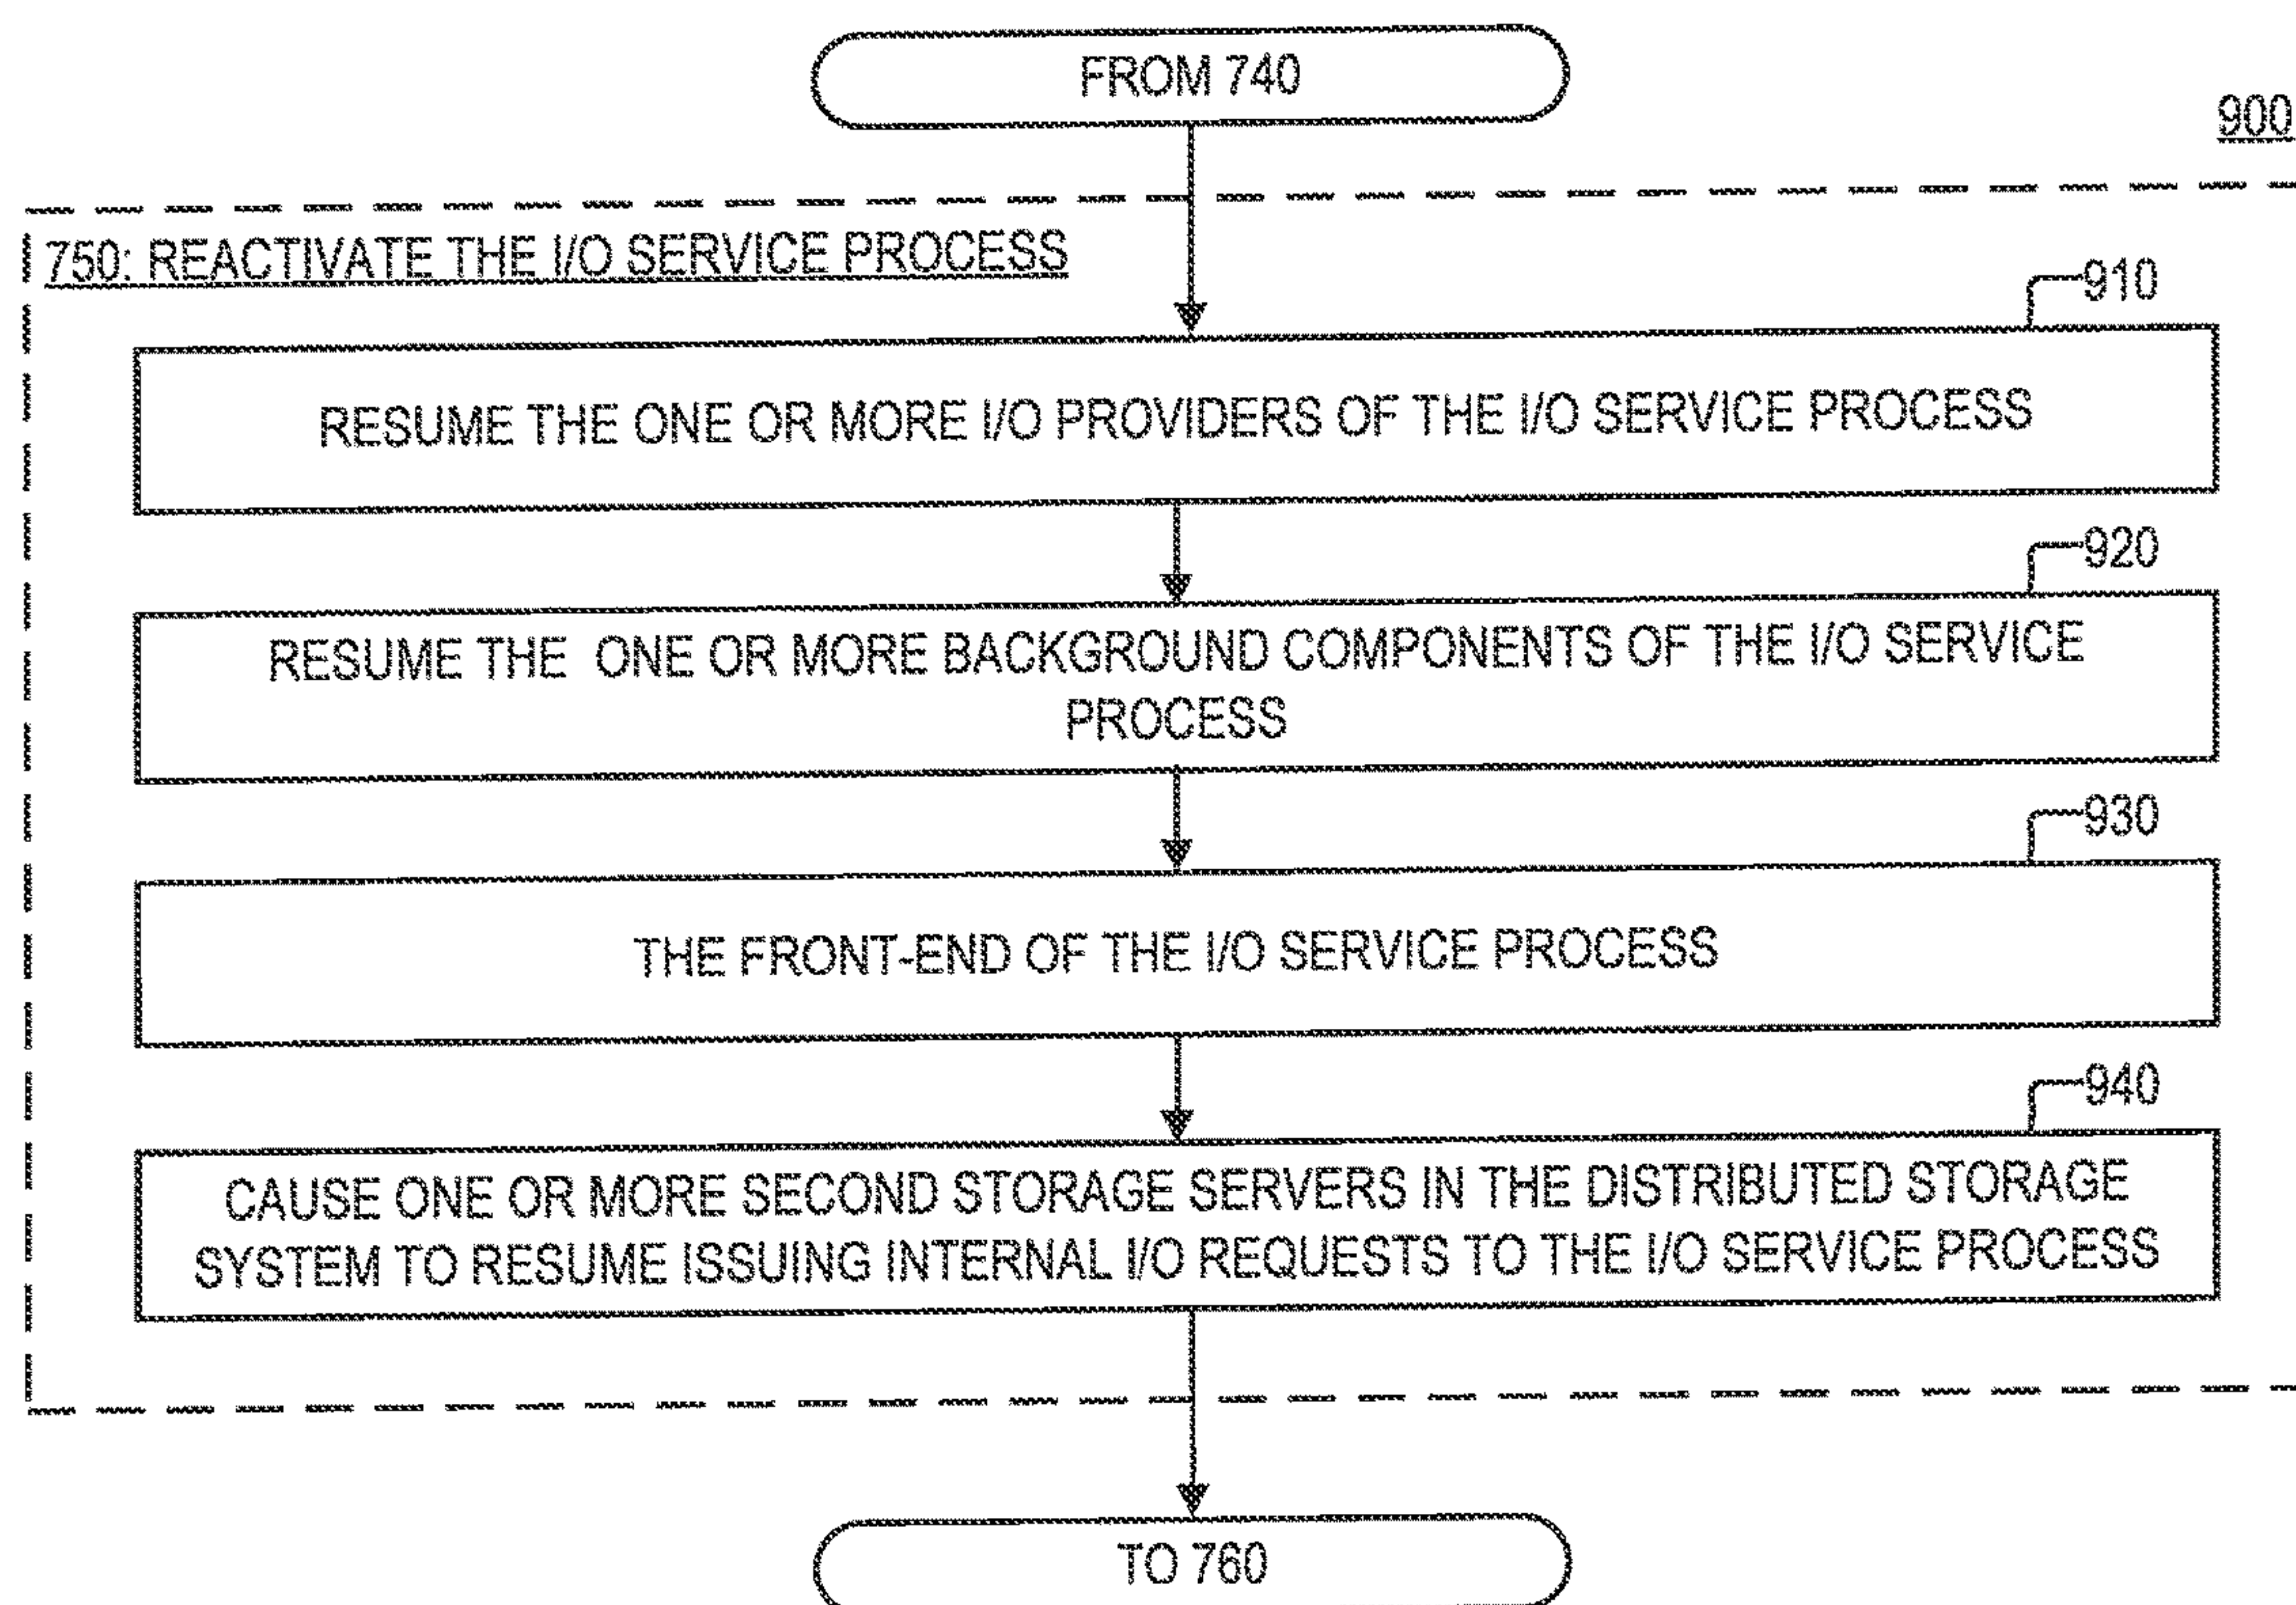 FROM 740
900
750: REACTIVATE THE I/O SERVICE PROCESS
910
RESUME THE ONE OR MORE I/O PROVIDERS OF THE I/O SERVICE PROCESS
920
RESUME THE ONE OR MORE BACKGROUND COMPONENTS OF THE I/O SERVICE
PROCESS
930
THE FRONT-END OF THE I/O SERVICE PROCESS
940
CAUSE ONE OR MORE SECOND STORAGE SERVERS IN THE DISTRIBUTED STORAGE
SYSTEM TO RESUME ISSUING INTERNAL I/O REQUESTS TO THE I/O SERVICE PROCESS
TO 760